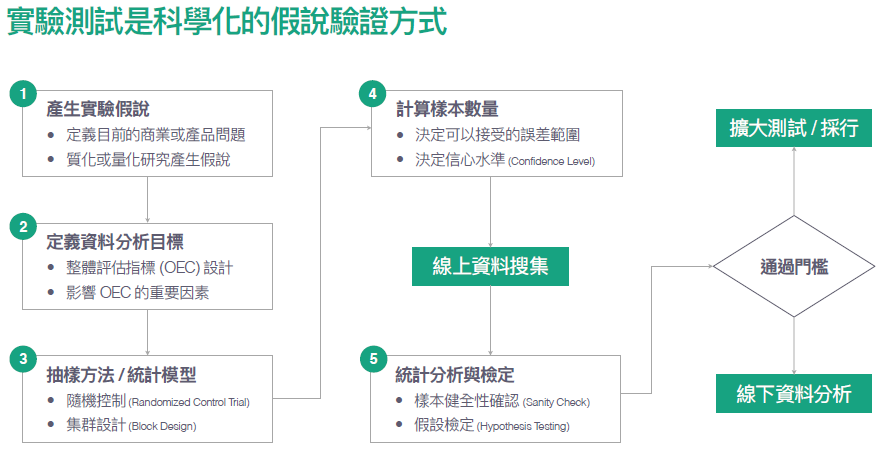 實驗測試是科學化的假說驗證方式
1
產生實驗假說
• 定義目前的商業或產品問題
• 質化或量化研究產生假說
2
定義資料分析目標
• 整體評估指標 (OEC) 設計
• 影響 OEC 的重要因素
3
抽樣方法 / 統計模型
• 隨機控制 (Randomized Control Trial)
• 集群設計 (Block Design)
4
計算樣本數量
• 決定可以接受的誤差範圍
• 決定信心水準 (Confidence Level)
線上資料搜集
5
統計分析與檢定
• 樣本健全性確認 (Sanity Check)
• 假設檢定 (Hypothesis Testing)
通過門檻
擴大測試 / 採行
線下資料分析